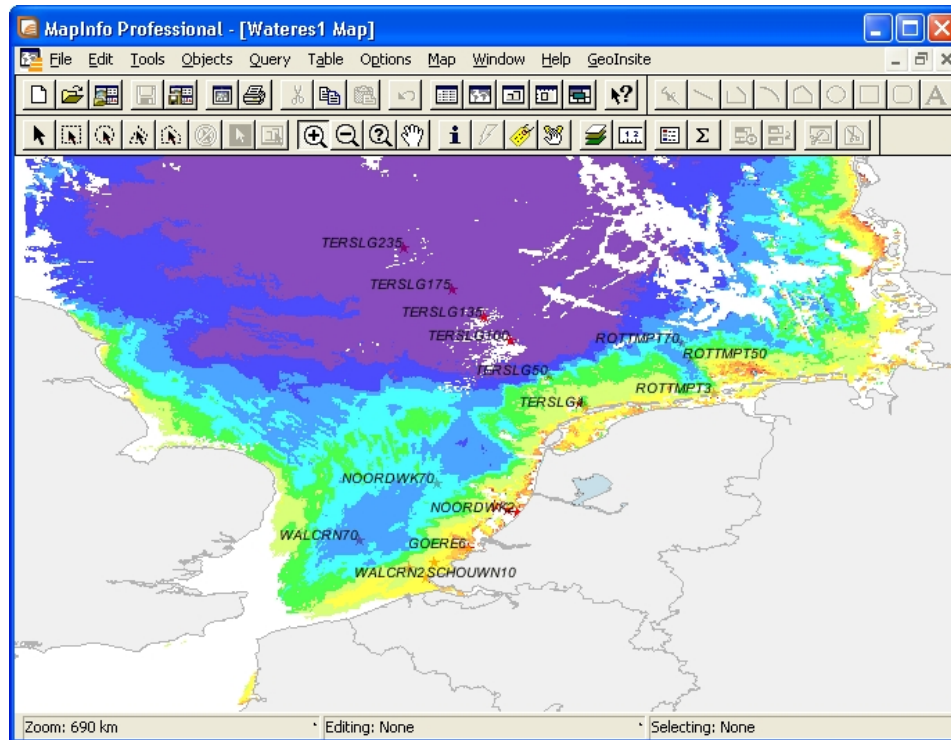 MapInfo Professional - [Wateres1 Map]
File Edit Tools Objects Query Table Options Map Window Help GeoInsite
TERSLG235
TERSLG175
TERSLG135
TERSLG100
ROTTMPT70
ROTTMPT50
TERSLG50
ROTTMPT3
TERSLG4
NOORDWK70
NOORDWK2
WALCRN70
GOERE6
WALCRN2 SCHOUWN10
Zoom: 690 km Editing: None Selecting: None